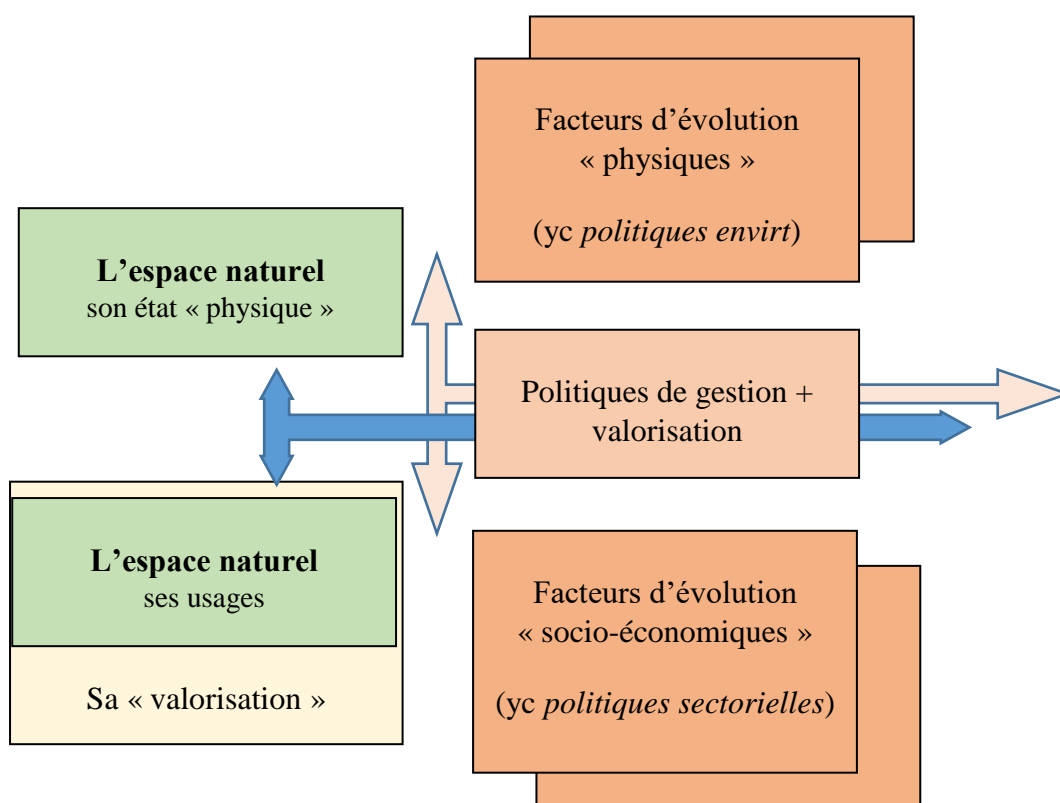 Facteurs d’évolution
« physiques »
(yc politiques envirt)
L’espace naturel
son état « physique »
Politiques de gestion +
valorisation
L’espace naturel
ses usages
Sa « valorisation »
Facteurs d’évolution
« socio-économiques »
(yc politiques sectorielles)